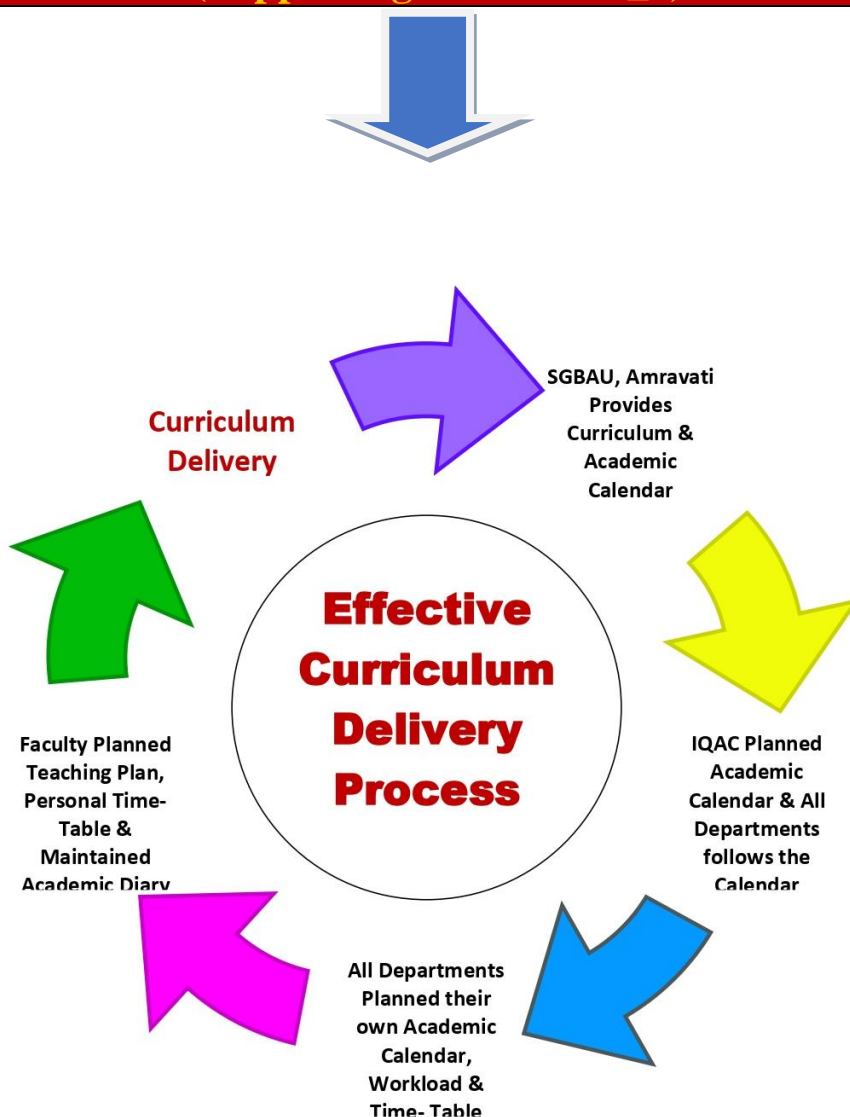 SGBAU, Amravati
Provides
Curriculum &
Academic
Calendar
Curriculum
Delivery
Effective
Curriculum
Delivery
Process
IQAC Planned
Academic
Calendar & All
Departments
follows the
Calendar
Faculty Planned
Teaching Plan,
Personal Time-
Table &
Maintained
Academic Diary
All Departments
Planned their
own Academic
Calendar,
Workload &
Time- Table